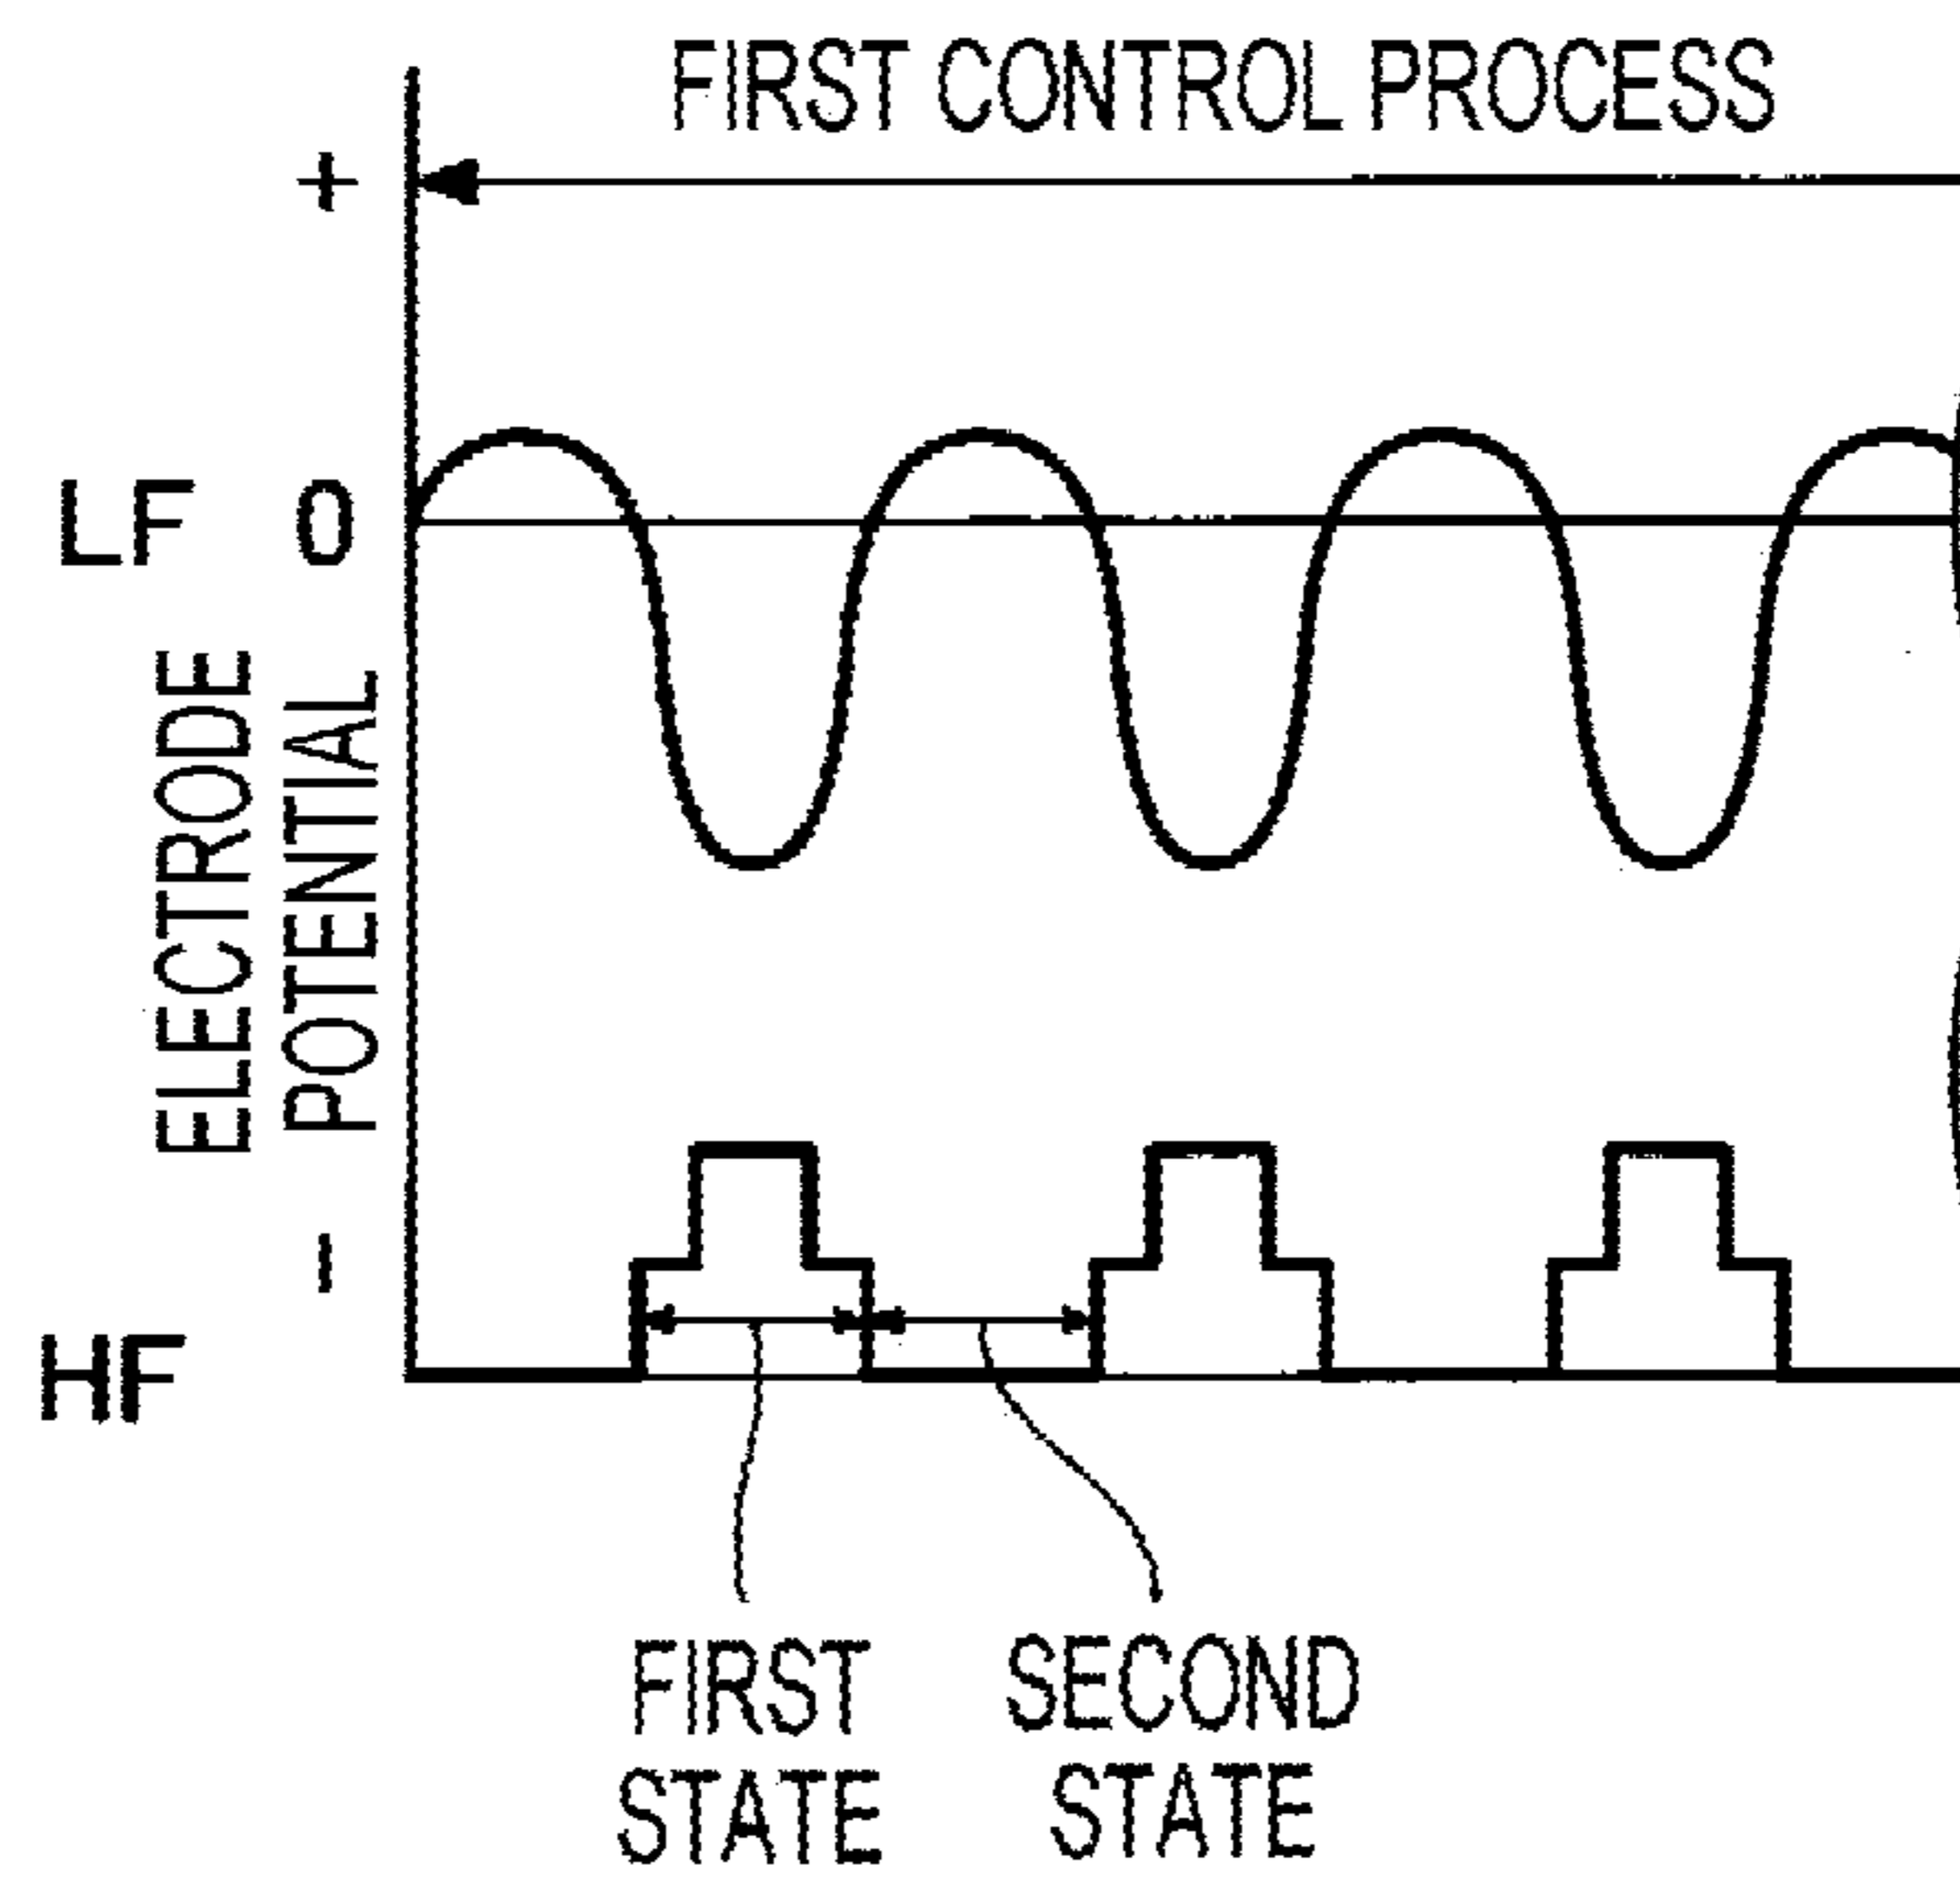 FIRST CONTROL PROCESS
+
LF 0
ELECTRODE
POTENTIAL
-
HF
FIRST
STATE
SECOND
STATE